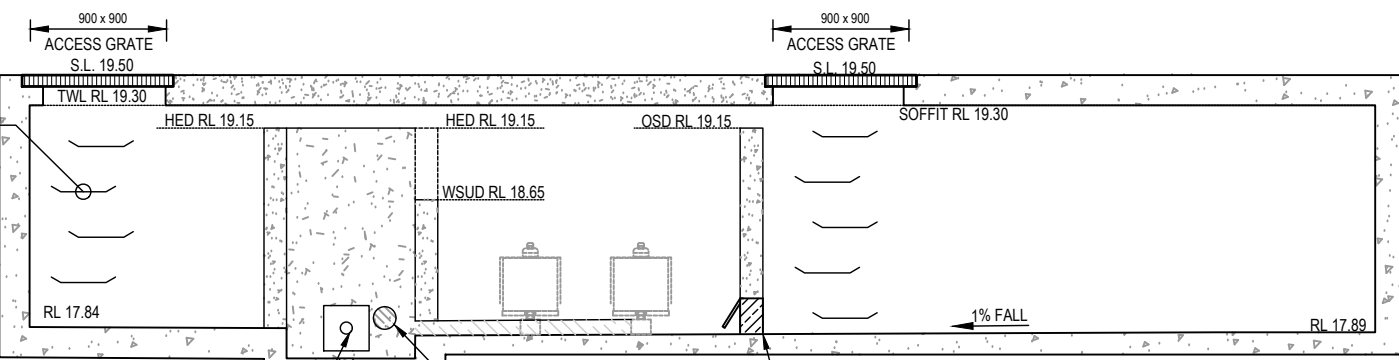 900 x 900
ACCESS GRATE
S.L. 19.50
TWL RL 19.30
HED RL 19.15
HED RL 19.15
WSUD RL 18.65
OSD RL 19.15
900 x 900
ACCESS GRATE
S.L. 19.50
SOFFIT RL 19.30
RL 17.84
1% FALL
RL 17.89